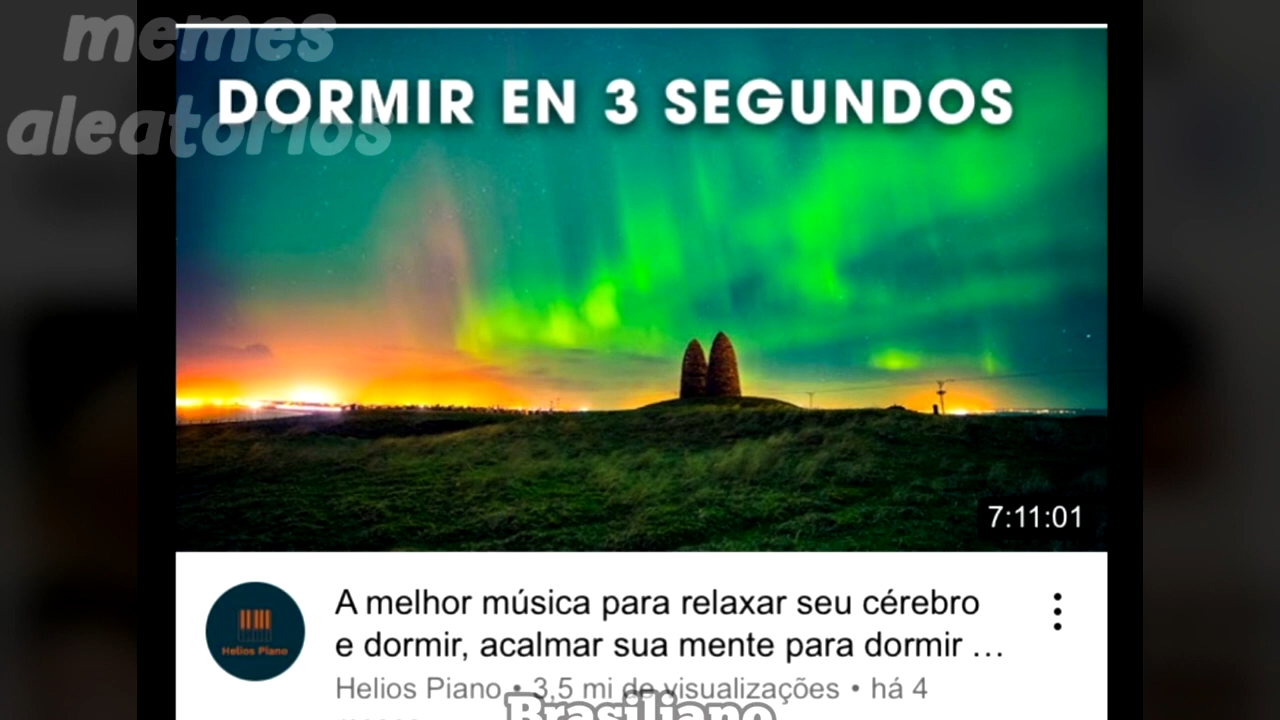 memes
aleatorios
DORMIR EN 3 SEGUNDOS
7:11:01
Helios Piano
A melhor música para relaxar seu cérebro
e dormir, acalmar sua mente para dormir ...
Helios Piano • 3,5 mi de visualizações • há 4
Brasiliano